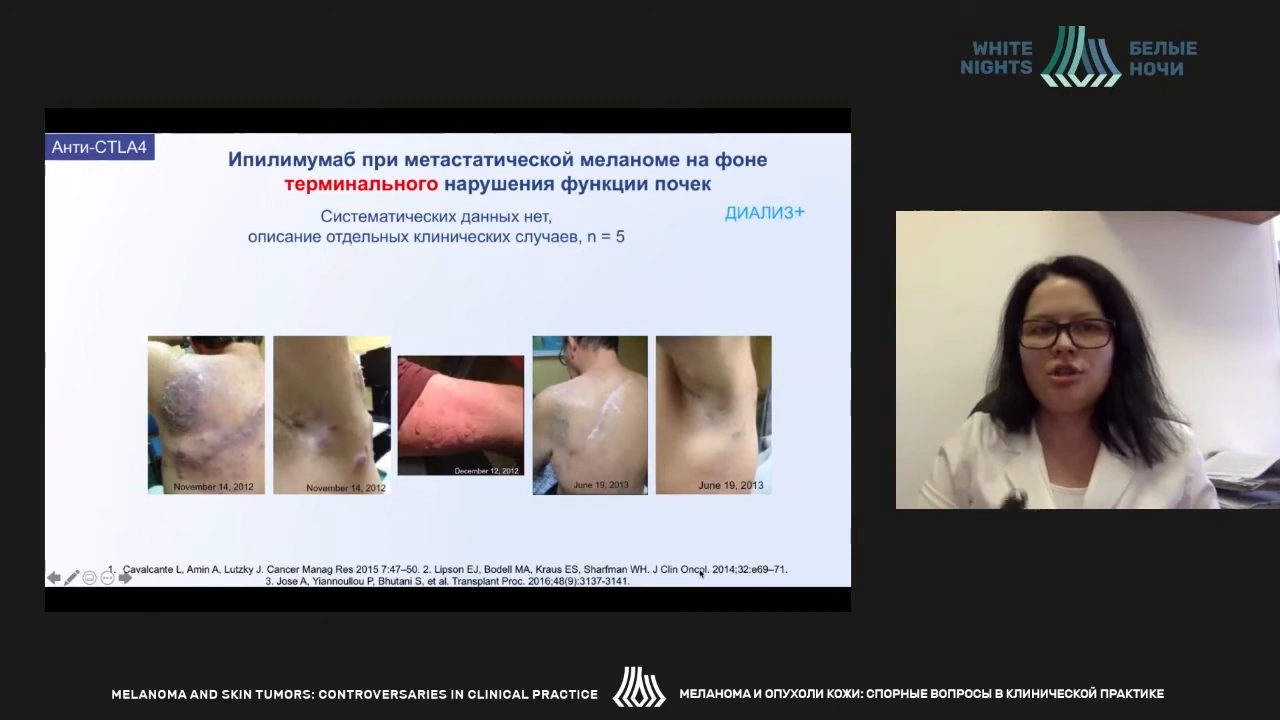 WHITE
NIGHTS
БЕЛЫЕ
НОЧИ
Анти-CTLA4
Ипилимумаб при метастатической меланоме на фоне
терминального нарушения функции почек
ДИАЛИЗ+
Систематических данных нет,
описание отдельных клинических случаев, n = 5
November 14, 2012
November 14, 2012
December 12, 2012
June 19, 2013
June 19, 2013
1. Cavalcante L, Amin A, Lutzky J. Cancer Manag Res 2015 7:47–50. 2. Lipson EJ, Bodell MA, Kraus ES, Sharfman WH. J Clin Oncol. 2014;32:e69–71.
3. Jose A, Yiannoullou P, Bhutani S, et al. Transplant Proc. 2016;48(9):3137-3141.
MELANOMA AND SKIN TUMORS: CONTROVERSARIES IN CLINICAL PRACTICE
МЕЛАНОМА И ОПУХОЛИ КОЖИ: СПОРНЫЕ ВОПРОСЫ В КЛИНИЧЕСКОЙ ПРАКТИКЕ